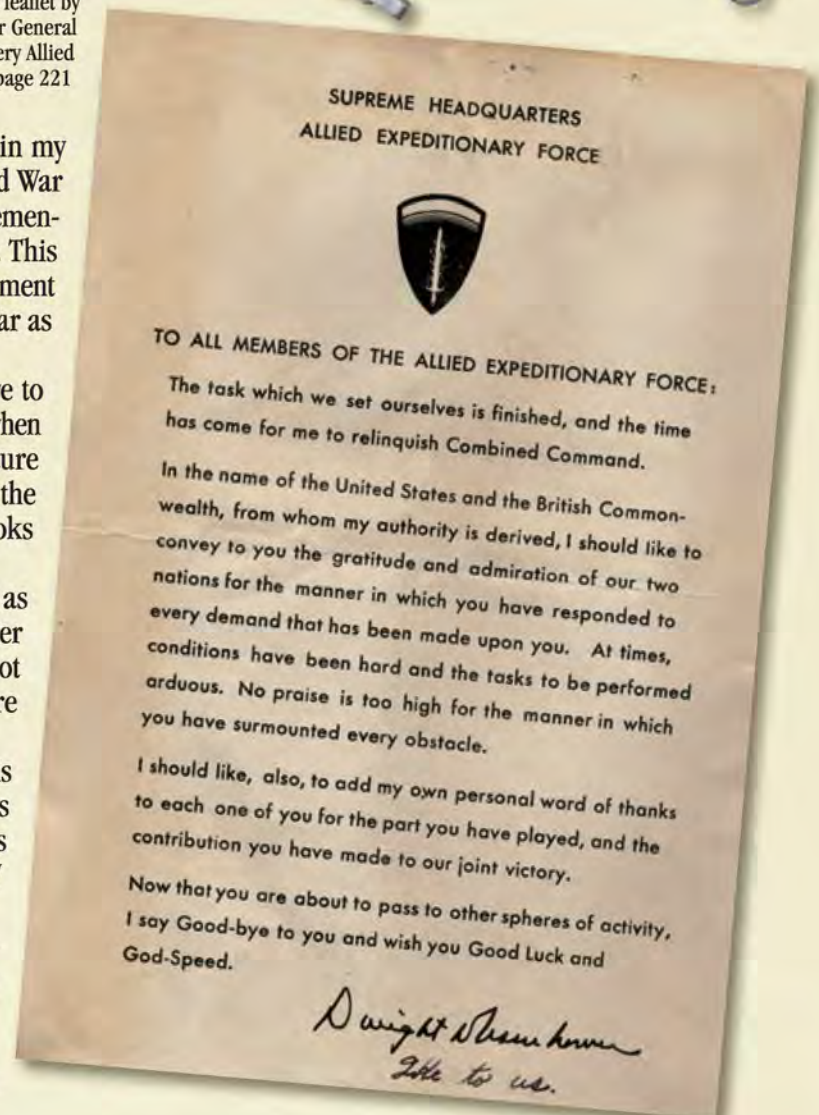 leaflet by
r General
ery Allied
page 221
in my
d War
emen-
. This
ment
ar as
e to
hen
ure
the
oks
as
er
ot
re
s
s
s
SUPREME HEADQUARTERS
ALLIED EXPEDITIONARY FORCE
TO ALL MEMBERS OF THE ALLIED EXPEDITIONARY FORCE:
The task which we set ourselves is finished, and the time
has come for me to relinquish Combined Command.
In the name of the United States and the British Common-
wealth, from whom my authority is derived, I should like to
convey to you the gratitude and admiration of our two
nations for the manner in which you have responded to
every demand that has been made upon you. At times,
conditions have been hard and the tasks to be performed
arduous. No praise is too high for the manner in which
you have surmounted every obstacle.
I should like, also, to add my own personal word of thanks
to each one of you for the part you have played, and the
contribution you have made to our joint victory.
Now that you are about to pass to other spheres of activity,
I say Good-bye to you and wish you Good Luck and
God-Speed.
Dwight D Eisenhower
Ike to us.